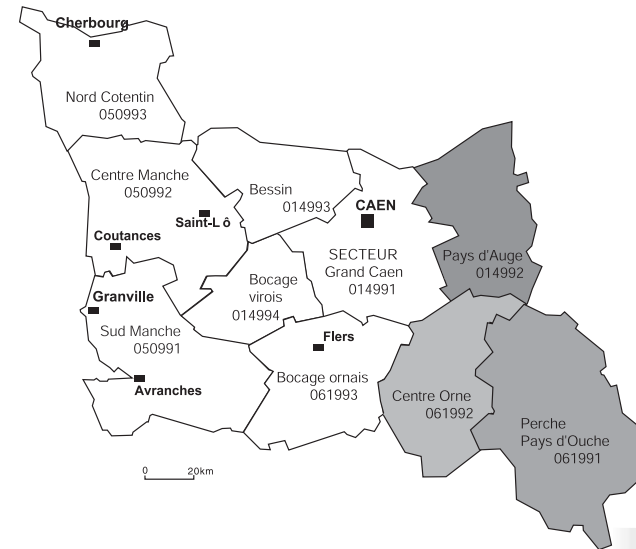 Cherbourg
Nord Cotentin
050993
Centre Manche
050992
Saint-L ô
Coutances
Bessin
014993
CAEN
SECTEUR
Grand Caen
014991
Pays d'Auge
014992
Bocage
virois
014994
Granville
Sud Manche
050991
Avranches
Flers
Bocage ornais
061993
Centre Orne
061992
Perche
Pays d'Ouche
061991
0 20km